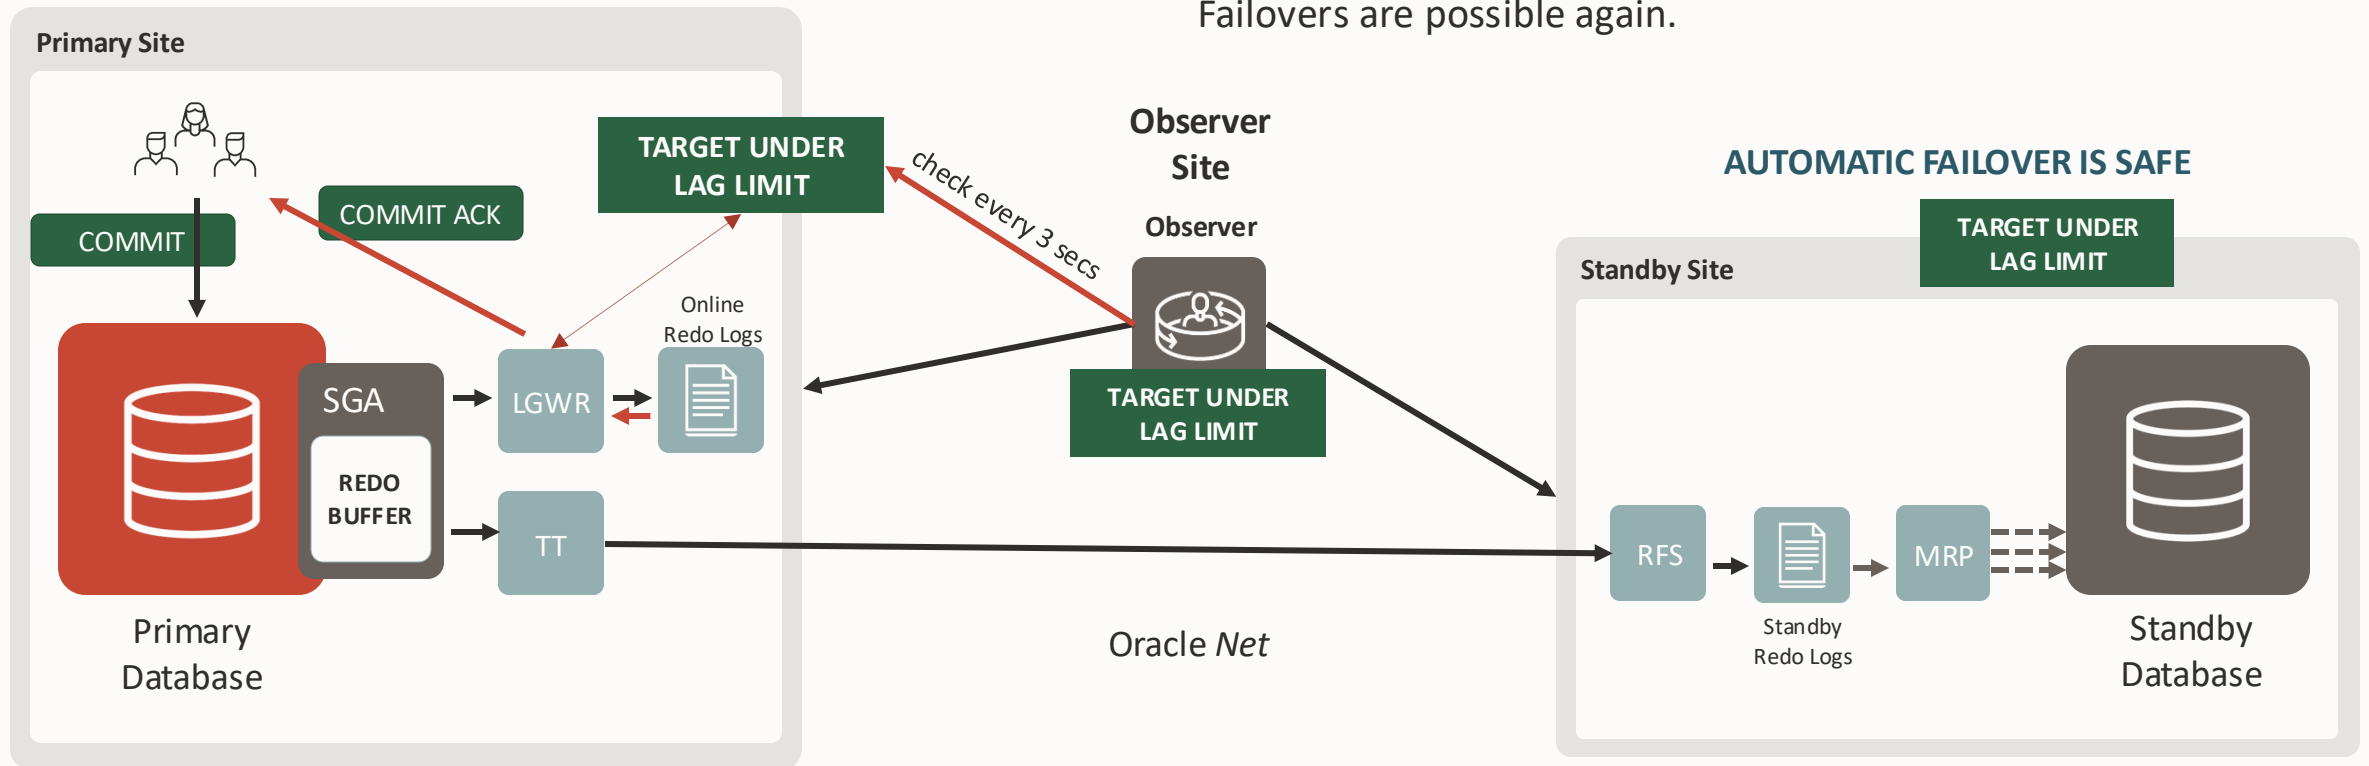 Failovers are possible again.
Primary Site
COMMIT
COMMIT ACK
TARGET UNDER
LAG LIMIT
check every 3 secs
Observer
Site
Observer
TARGET UNDER
LAG LIMIT
AUTOMATIC FAILOVER IS SAFE
TARGET UNDER
LAG LIMIT
Standby Site
SGA
REDO
BUFFER
LGWR
Online
Redo Logs
TT
Primary
Database
Oracle Net
RFS
Standby
Redo Logs
MRP
Standby
Database